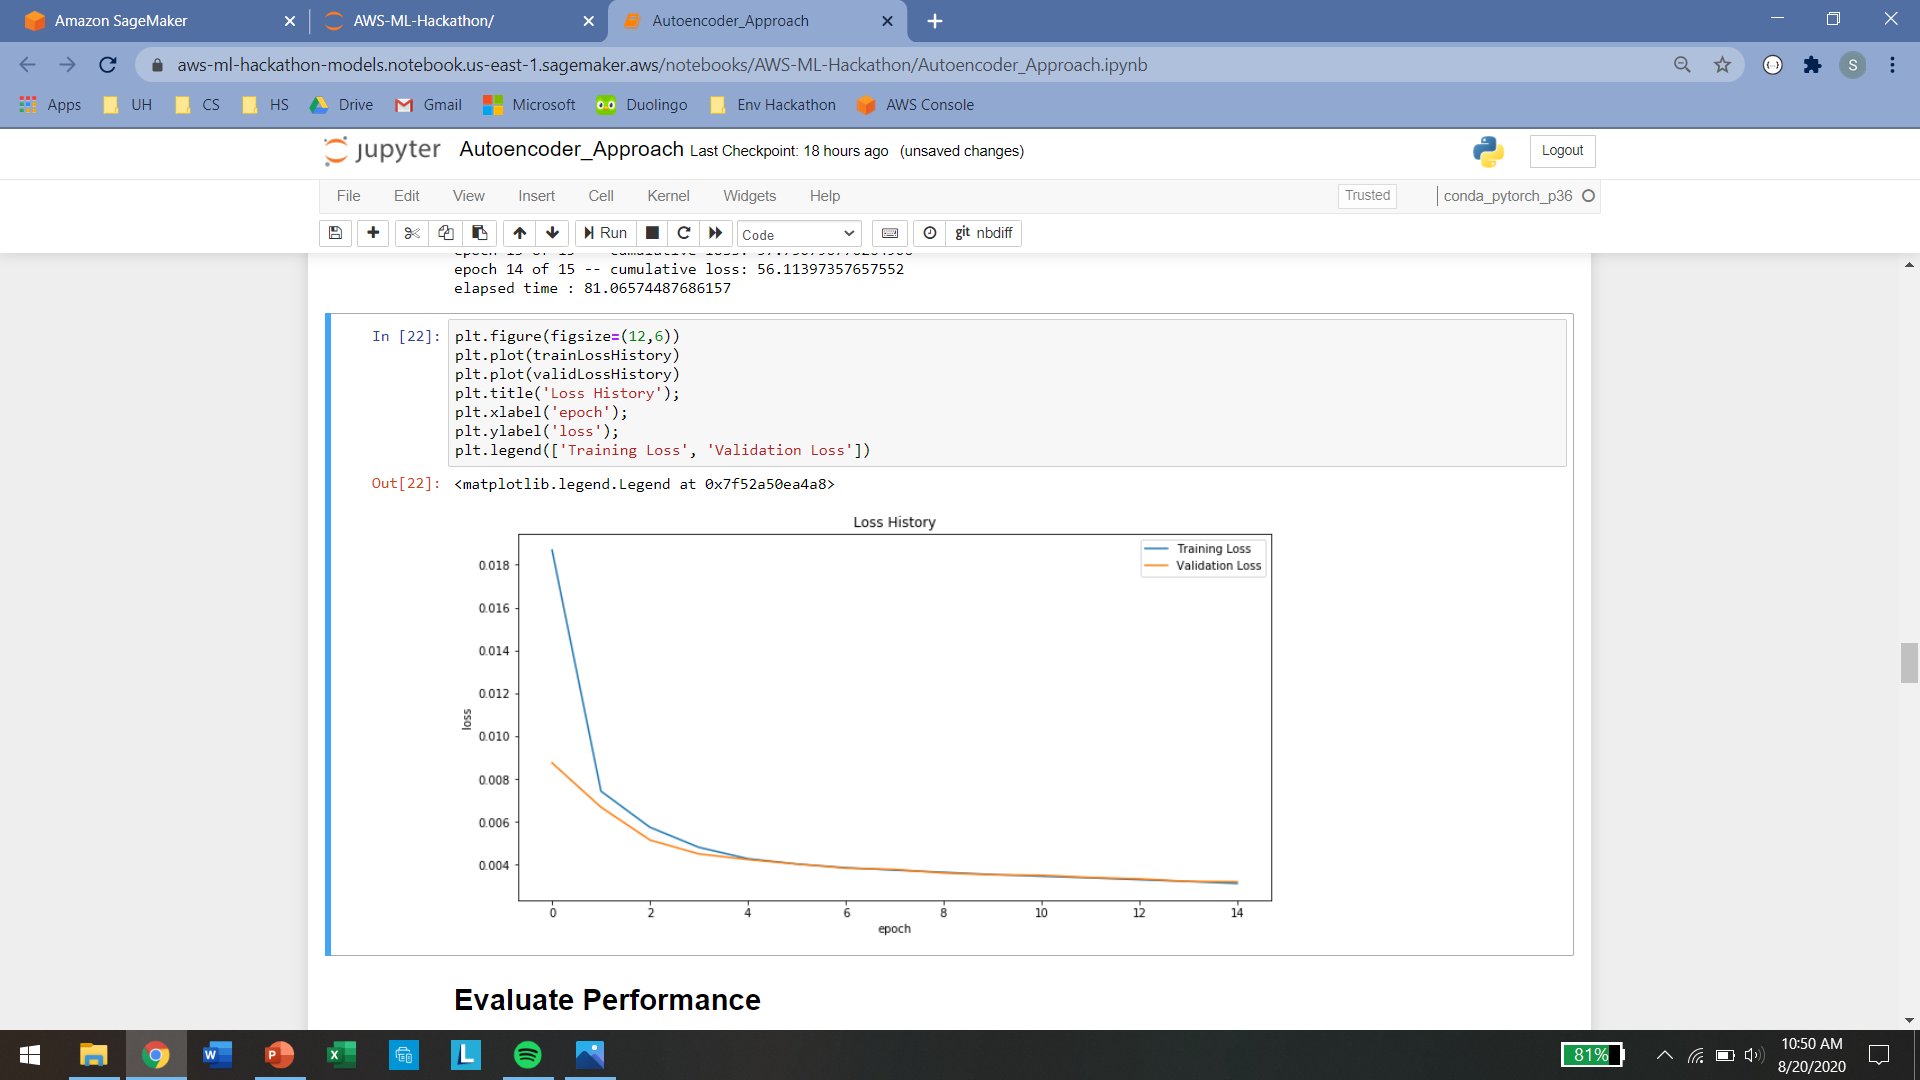 Amazon SageMaker
AWS-ML-Hackathon/
Autoencoder_Approach
aws-ml-hackathon-models.notebook.us-east-1.sagemaker.aws/notebooks/AWS-ML-Hackathon/Autoencoder_Approach.ipynb
S
Apps UH CS HS Drive Gmail Microsoft Duolingo Env Hackathon AWS Console
jupyter Autoencoder_Approach Last Checkpoint: 18 hours ago (unsaved changes)
Logout
File Edit View Insert Cell Kernel Widgets Help
Trusted
conda_pytorch_p36
Run Code git nbdiff
epoch 14 of 15 -- cumulative loss: 56.11397357657552
elapsed time : 81.06574487686157
In [22]: plt.figure(figsize=(12,6))
plt.plot(trainLossHistory)
plt.plot(validLossHistory)
plt.title('Loss History');
plt.xlabel('epoch');
plt.ylabel('loss');
plt.legend(['Training Loss', 'Validation Loss'])
Out[22]: <matplotlib.legend.Legend at 0x7f52a50ea4a8>
Loss History
Training Loss
Validation Loss
0.018
0.016
0.014
0.012
0.010
0.008
0.006
0.004
loss
0 2 4 6 8 10 12 14
epoch
Evaluate Performance
81%
10:50 AM
8/20/2020